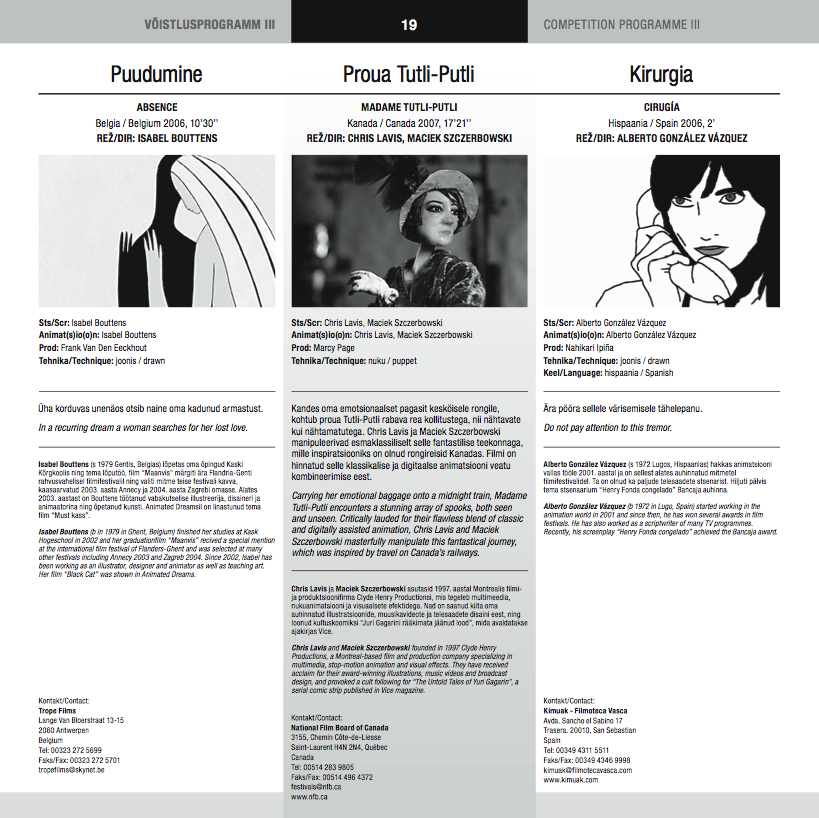 VÕISTLUSPROGRAMM III
19
COMPETITION PROGRAMME III
Puudumine
ABSENCE
Belgia / Belgium 2006, 10'30''
REŽ/DIR: ISABEL BOUTTENS
Sts/Scr: Isabel Bouttens
Animat(s)io(o)n: Isabel Bouttens
Prod: Frank Van Den Eeckhout
Tehnika/Technique: joonis / drawn
Üha korduvas unenäos otsib naine oma kadunud armastust.
In a recurring dream a woman searches for her lost love.
Isabel Bouttens (s 1979 Gentis, Belgias) lõpetas oma õpingud Kaski
Kõrgkoolis ning tema lõputöö, film "Maanvis" märgiti ära Flandria-Genti
rahvusvahelisel filmifestivalil ning valiti mitme teise festivali kavva,
kaasaarvatud 2003. aasta Annecy ja 2004. aasta Zagrebi omasse. Alates
2003. aastast on Bouttens töötanud vabakutselise illustreerija, disaineri ja
animaatorina ning õpetanud kunsti. Animated Dreamsil on linastunud tema
film "Must kass".
Isabel Bouttens (b in 1979 in Ghent, Belgium) finished her studies at Kask
Hogeschool in 2002 and her graduationfilm "Maanvis" recived a special mention
at the international film festival of Flanders-Ghent and was selected at many
other festivals including Annecy 2003 and Zagreb 2004. Since 2002, Isabel has
been working as an illustrator, designer and animator as well as teaching art.
Her film "Black Cat" was shown in Animated Dreams.
Kontakt/Contact:
Trope Films
Lange Van Bloerstraat 13-15
2060 Antwerpen
Belgium
Tel: 00323 272 5699
Faks/Fax: 00323 272 5701
tropefilms@skynet.be
Proua Tutli-Putli
MADAME TUTLI-PUTLI
Kanada / Canada 2007, 17'21''
REŽ/DIR: CHRIS LAVIS, MACIEK SZCZERBOWSKI
Sts/Scr: Chris Lavis, Maciek Szczerbowski
Animat(s)io(o)n: Chris Lavis, Maciek Szczerbowski
Prod: Marcy Page
Tehnika/Technique: nuku / puppet
Kandes oma emotsionaalset pagasit keskööisele rongile,
kohtub proua Tutli-Putli rabava rea kollitustega, nii nähtavate
kui nähtamutatega. Chris Lavis ja Maciek Szczerbowski
manipuleerivad esmaklassiliselt selle fantastilise teekonnaga,
mille inspiratsiooniks on olnud rongireisid Kanadas. Filmi on
hinnatud selle klassikalise ja digitaalse animatsiooni veatu
kombineerimise eest.
Carrying her emotional baggage onto a midnight train, Madame
Tutli-Putli encounters a stunning array of spooks, both seen
and unseen. Critically lauded for their flawless blend of classic
and digitally assisted animation, Chris Lavis and Maciek
Szczerbowski masterfully manipulate this fantastical journey,
which was inspired by travel on Canada's railways.
Chris Lavis ja Maciek Szczerbowski asutasid 1997. aastal Montrealis filmi-
ja produktsioonifirma Clyde Henry Productionsi, mis tegeleb multimeedia,
nukuanimatsiooni ja visuaalsete efektidega. Nad on saanud kiita oma
auhinnatud illustratsioonide, muusikavideote ja telesaadete disaini eest, ning
loonud kultuskoomiksi "Juri Gagarini rääkimata jäänud lood", mida avaldatakse
ajakirjas Vice.
Chris Lavis and Maciek Szczerbowski founded in 1997 Clyde Henry
Productions, a Montreal-based film and production company specializing in
multimedia, stop-motion animation and visual effects. They have received
acclaim for their award-winning illustrations, music videos and broadcast
design, and provoked a cult following for "The Untold Tales of Yuri Gagarin", a
serial comic strip published in Vice magazine.
Kontakt/Contact:
National Film Board of Canada
3155, Chemin Côte-de-Liesse
Saint-Laurent H4N 2N4, Québec
Canada
Tel: 00514 283 9805
Faks/Fax: 00514 496 4372
festivals@nfb.ca
www.nfb.ca
Kirurgia
CIRUGÍA
Hispaania / Spain 2006, 2'
REŽ/DIR: ALBERTO GONZÁLEZ VÁZQUEZ
Sts/Scr: Alberto González Vázquez
Animat(s)io(o)n: Alberto González Vázquez
Prod: Nahikari Ipiña
Tehnika/Technique: joonis / drawn
Keel/Language: hispaania / Spanish
Ära pööra sellele värisemisele tähelepanu.
Do not pay attention to this tremor.
Alberto González Vázquez (s 1972 Lugos, Hispaanias) hakkas animatsiooni
vallas tööle 2001. aastal ja on sellest alates auhinnatud mitmetel
filmifestivalidel. Ta on olnud ka paljude telesaadete stsenarist. Hiljuti pälvis
tema stsenaarium "Henry Fonda congelado" Bancaja auhinna.
Alberto González Vázquez (b 1972 in Lugo, Spain) started working in the
animation world in 2001 and since then, he has won several awards in film
festivals. He has also worked as a scriptwriter of many TV programmes.
Recently, his screenplay "Henry Fonda congelado" achieved the Bancaja award.
Kontakt/Contact:
Kimuak - Filmoteca Vasca
Avda. Sancho el Sabino 17
Trasera. 20010, San Sebastian
Spain
Tel: 00349 4311 5511
Faks/Fax: 00349 4346 9998
kimuak@filmotecavasca.com
www.kimuak.com